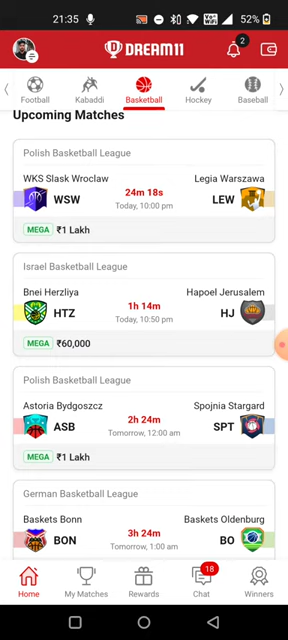 21:35
52%
DREAM11
2
Football
Kabaddi
Basketball
Hockey
Baseball
Upcoming Matches
Polish Basketball League
WKS Slask Wroclaw
Legia Warszawa
WSW
24m 18s
LEW
Today, 10:00 pm
MEGA ₹1 Lakh
Israel Basketball League
Bnei Herzliya
Hapoel Jerusalem
HTZ
1h 14m
HJ
Today, 10:50 pm
MEGA ₹60,000
Polish Basketball League
Astoria Bydgoszcz
Spojnia Stargard
ASB
2h 24m
SPT
Tomorrow, 12:00 am
MEGA ₹1 Lakh
German Basketball League
Baskets Bonn
Baskets Oldenburg
BON
3h 24m
BO
Tomorrow, 1:00 am
18
Home
My Matches
Rewards
Chat
Winners